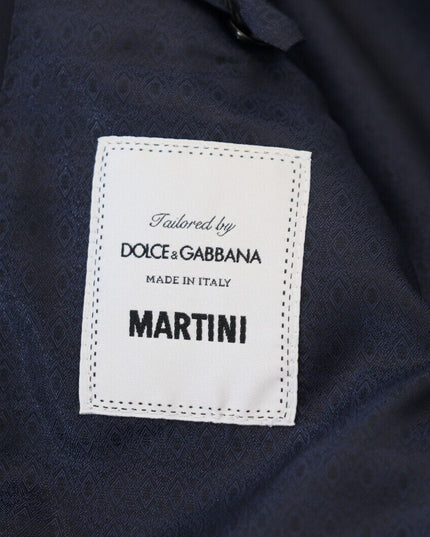 Tailored by
DOLCE & GABBANA
MADE IN ITALY
MARTINI